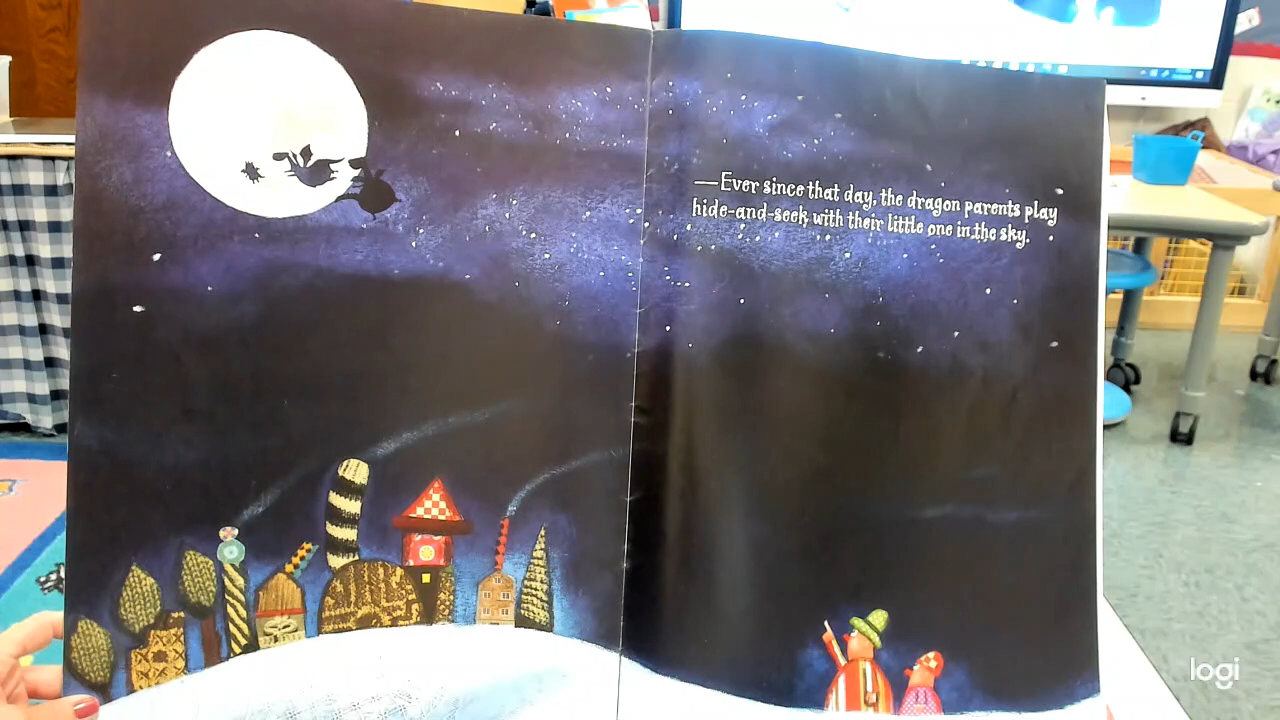 —Ever since that day, the dragon parents play
hide-and-seek with their little one in the sky.
logi